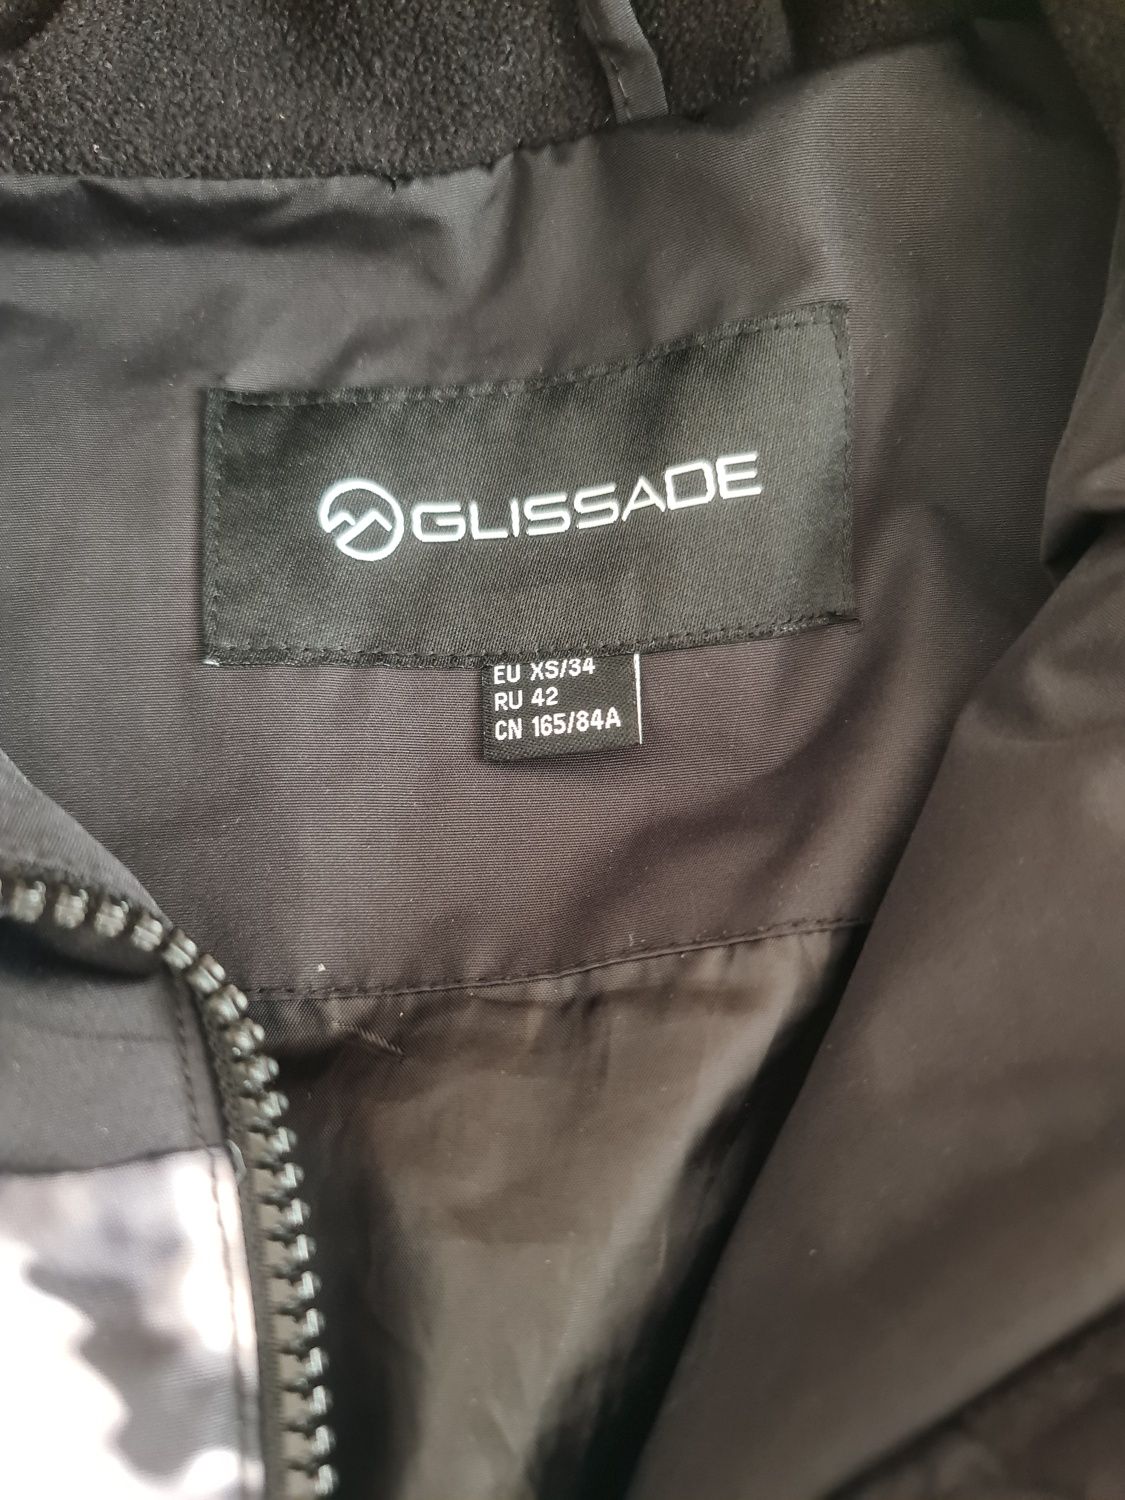 GLISSADE
EU XS/34
RU 42
CN 165/84A